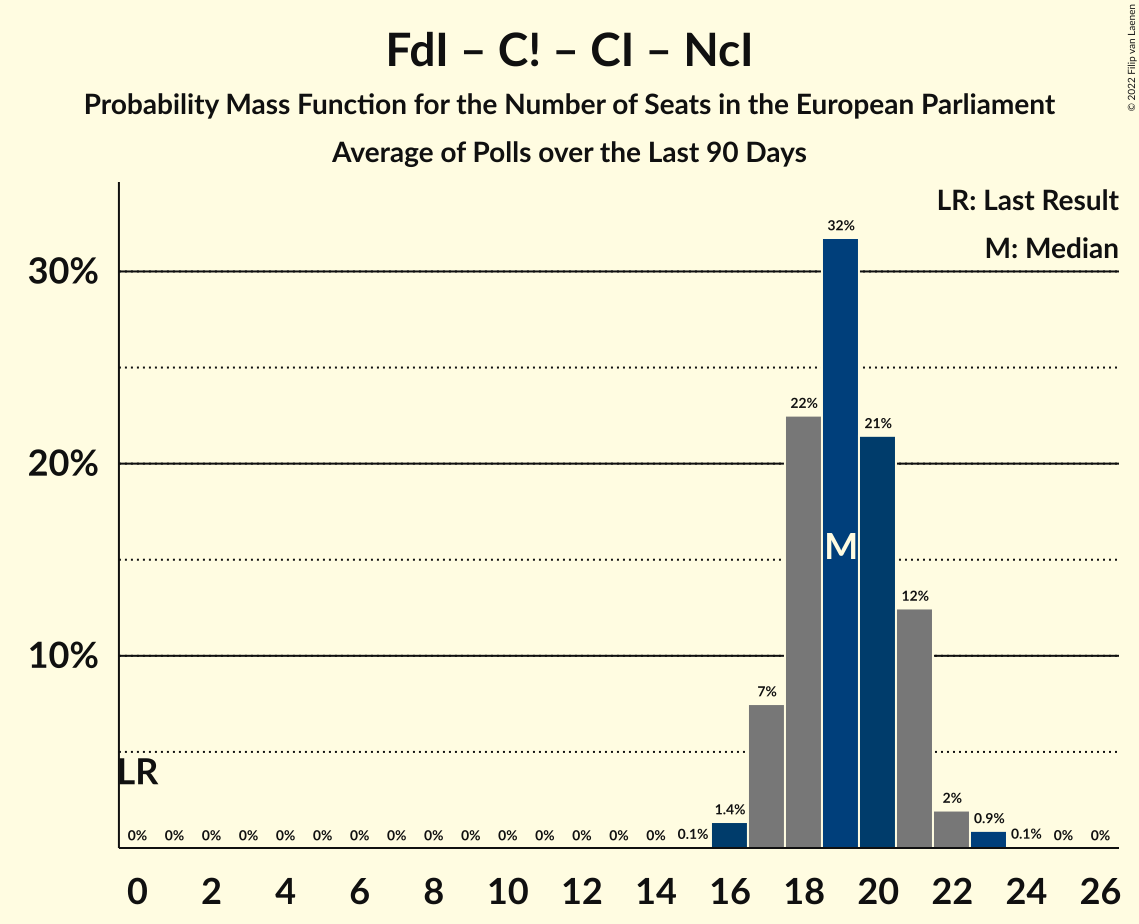 FdI – C! – CI – NcI
Probability Mass Function for the Number of Seats in the European Parliament
Average of Polls over the Last 90 Days
© 2022 Filip van Laenen
LR: Last Result
M: Median
30%
20%
10%
32%
22%
21%
M
12%
7%
LR
0% 0% 0% 0% 0% 0% 0% 0% 0% 0% 0% 0% 0% 0% 0% 0.1% 1.4% 2% 0.9% 0.1% 0% 0%
0 2 4 6 8 10 12 14 16 18 20 22 24 26